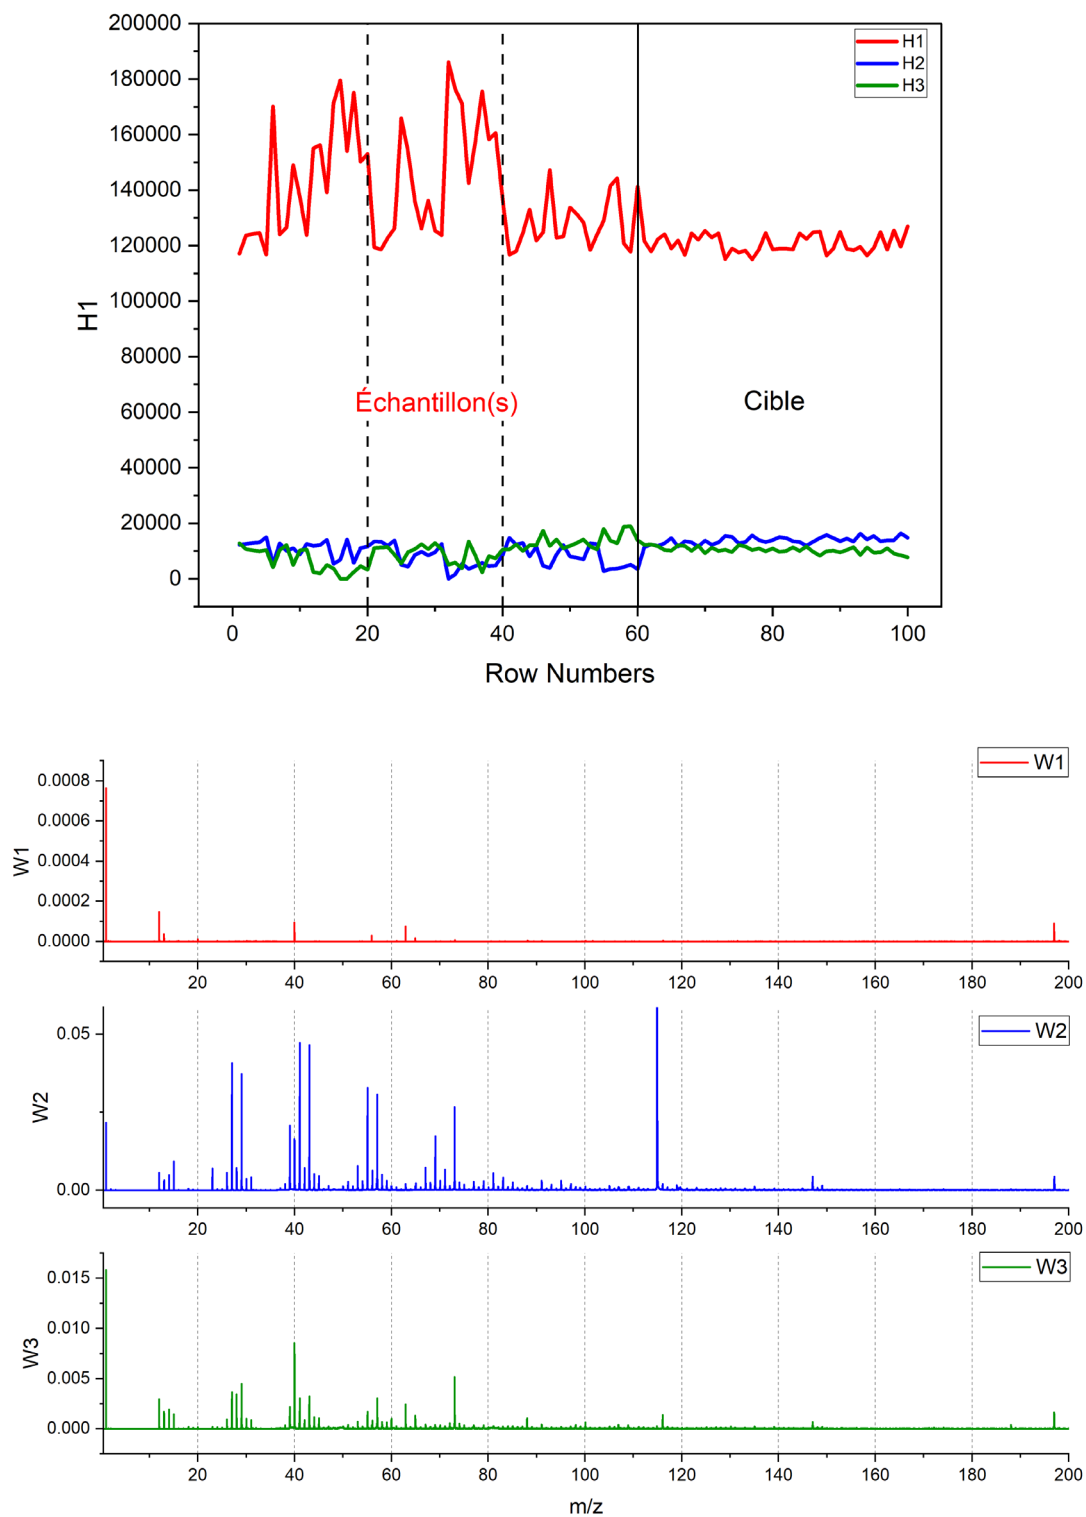 200000
180000
160000
140000
120000
100000
80000
60000
40000
20000
0
H1
H1
H2
H3
Échantillon(s)
Cible
0 20 40 60 80 100
Row Numbers
W1
0.0008
0.0006
0.0004
0.0002
0.0000
W1
20 40 60 80 100 120 140 160 180 200
W2
0.05
0.00
W2
20 40 60 80 100 120 140 160 180 200
W3
0.015
0.010
0.005
0.000
W3
20 40 60 80 100 120 140 160 180 200
m/z